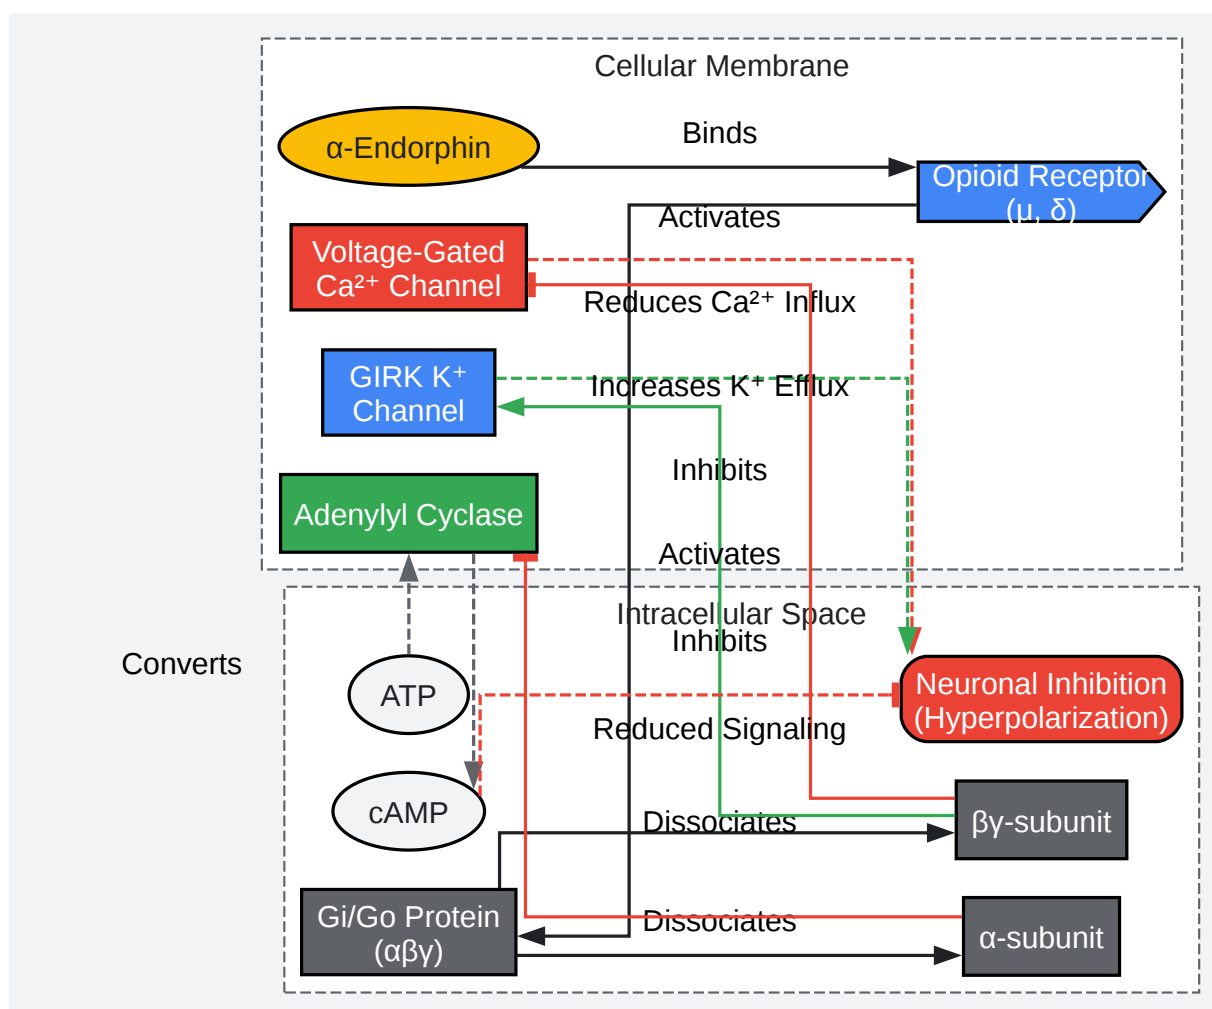 Cellular Membrane
α-Endorphin
Binds
Opioid Receptor
(μ, δ)
Activates
Voltage-Gated
Ca²⁺ Channel
Reduces Ca²⁺ Influx
GIRK K⁺
Channel
Increases K⁺ Efflux
Inhibits
Adenylyl Cyclase
Activates
Intracellular Space
Inhibits
Converts
ATP
Neuronal Inhibition
(Hyperpolarization)
Reduced Signaling
cAMP
Dissociates
βγ-subunit
Gi/Go Protein
(αβγ)
Dissociates
α-subunit